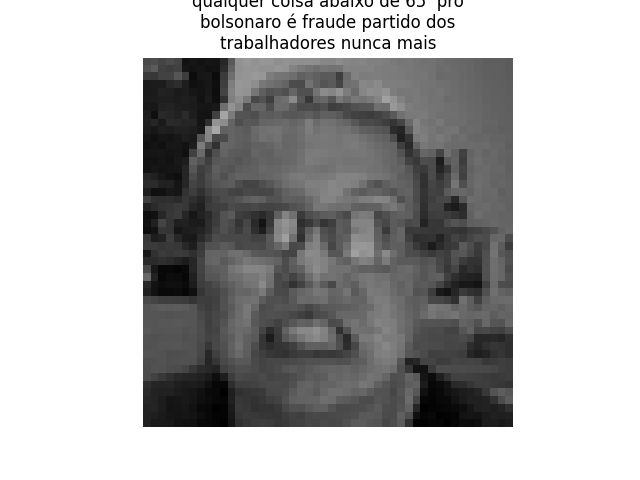 qualquer coisa abaixo de 65 pro
bolsonaro é fraude partido dos
trabalhadores nunca mais